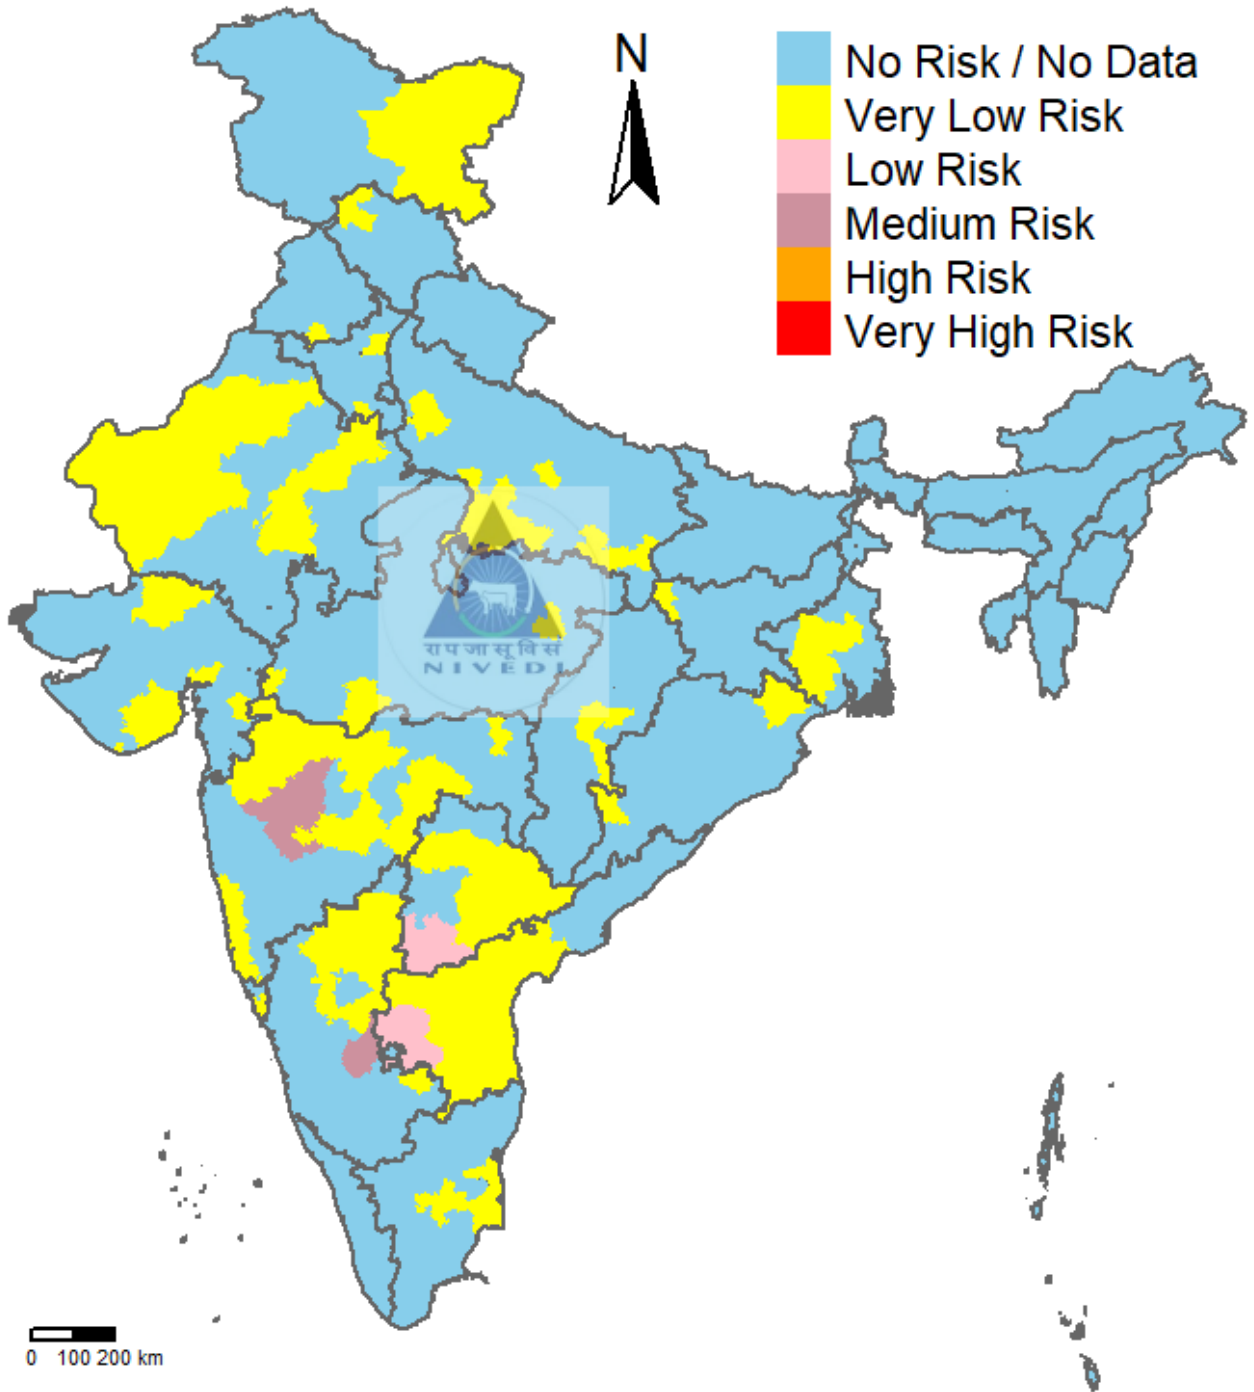 N
No Risk / No Data
Very Low Risk
Low Risk
Medium Risk
High Risk
Very High Risk
रापजासूविसं
NIVEDI
0 100 200 km